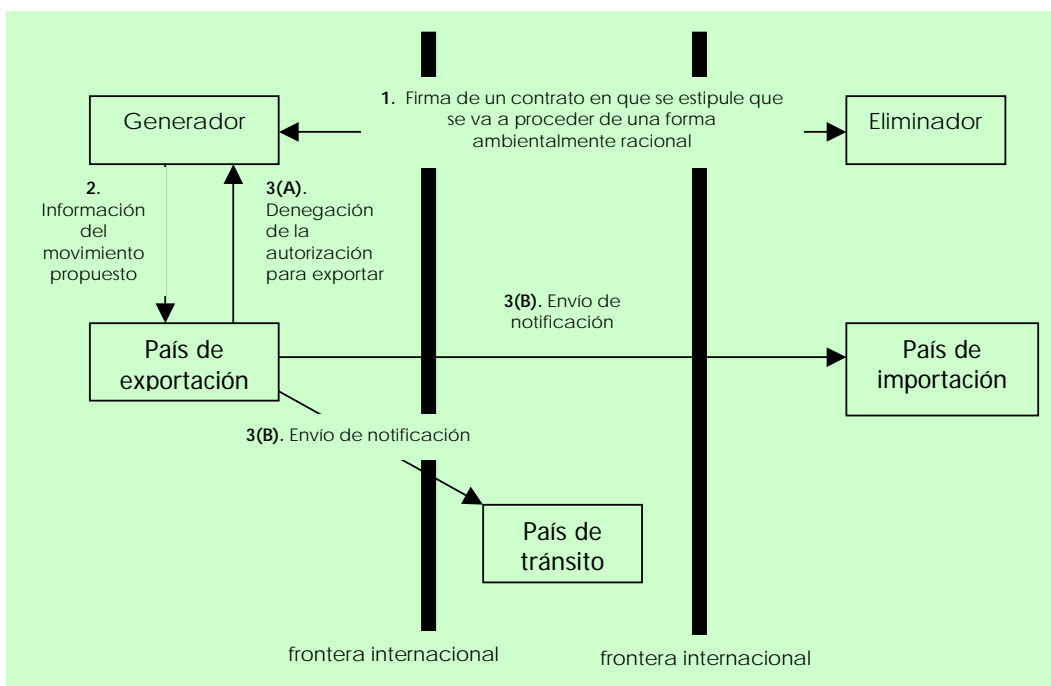 1. Firma de un contrato en que se estipule que
se va a proceder de una forma
ambientalmente racional
Generador
Eliminador
2.
Información
del
movimiento
propuesto
3(A).
Denegación
de la
autorización
para exportar
3(B). Envío de
notificación
País de
exportación
País de
importación
3(B). Envío de notificación
País de
tránsito
frontera internacional
frontera internacional